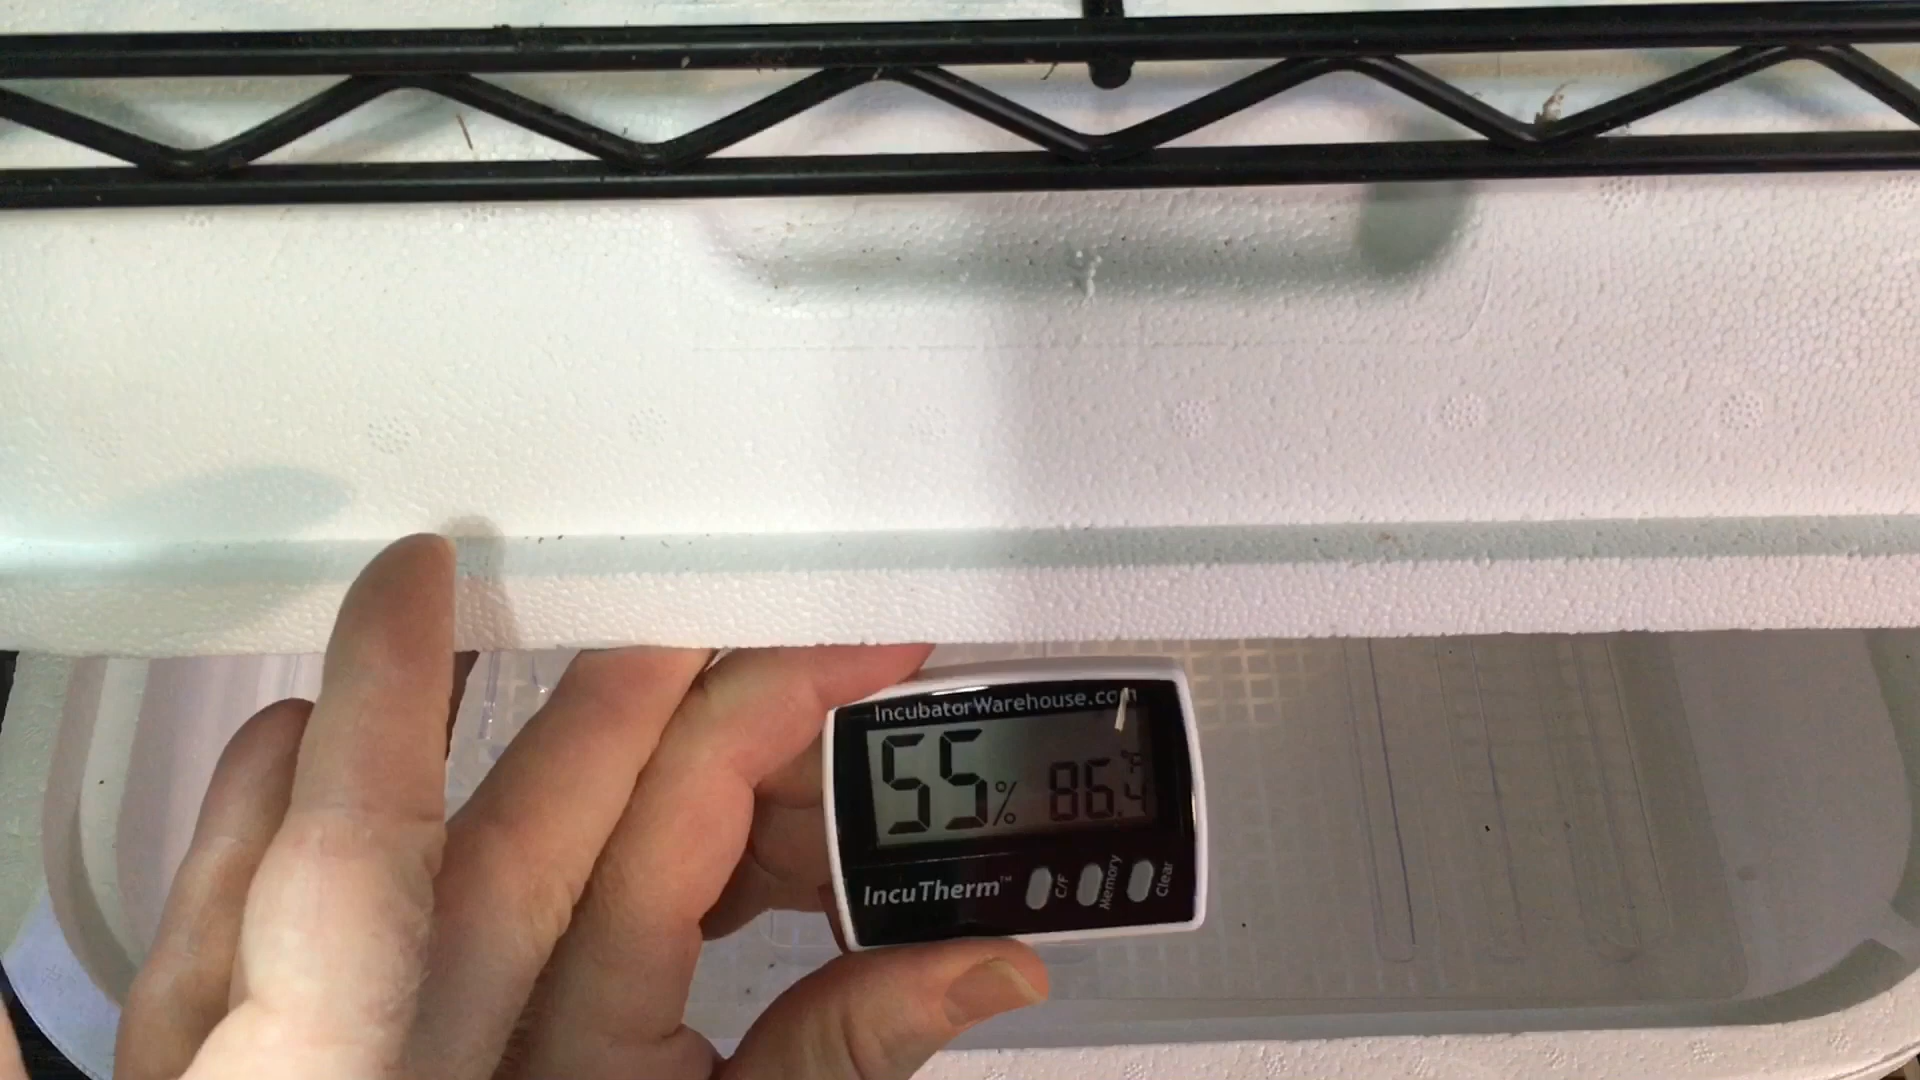 IncubatorWarehouse.com
55% 86.4 °F
IncuTherm™ C/F Memory Clear